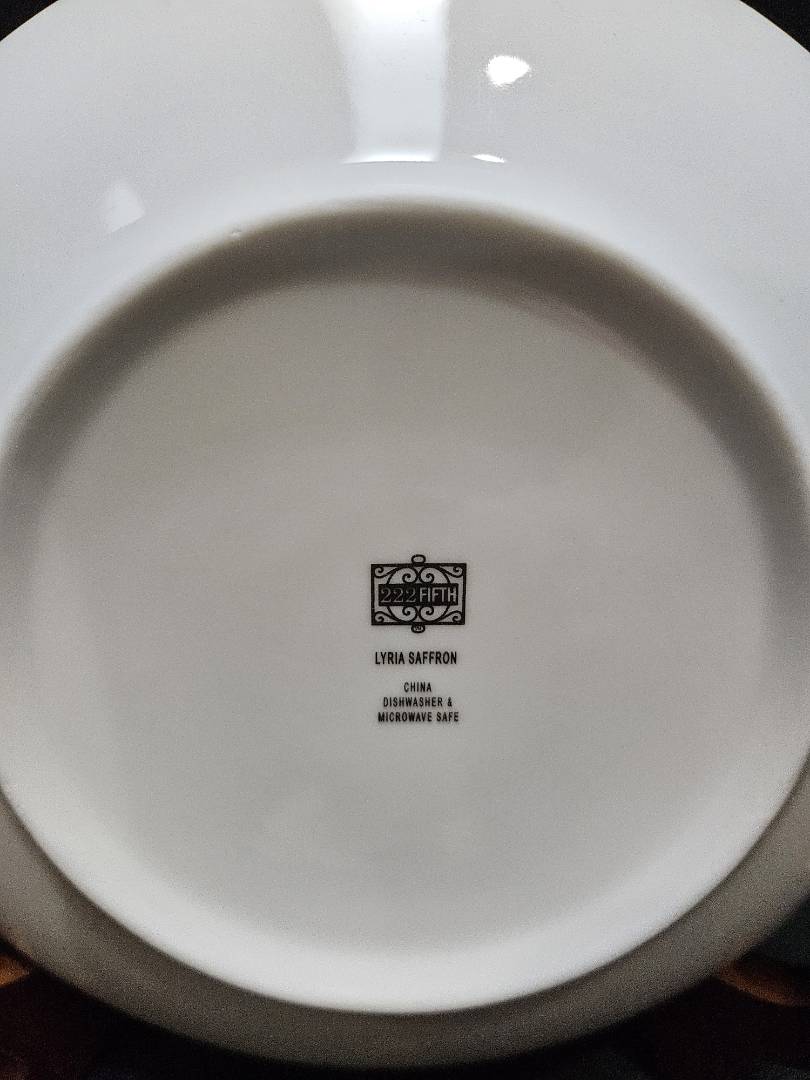 222 FIFTH
LYRIA SAFFRON
CHINA
DISHWASHER &
MICROWAVE SAFE